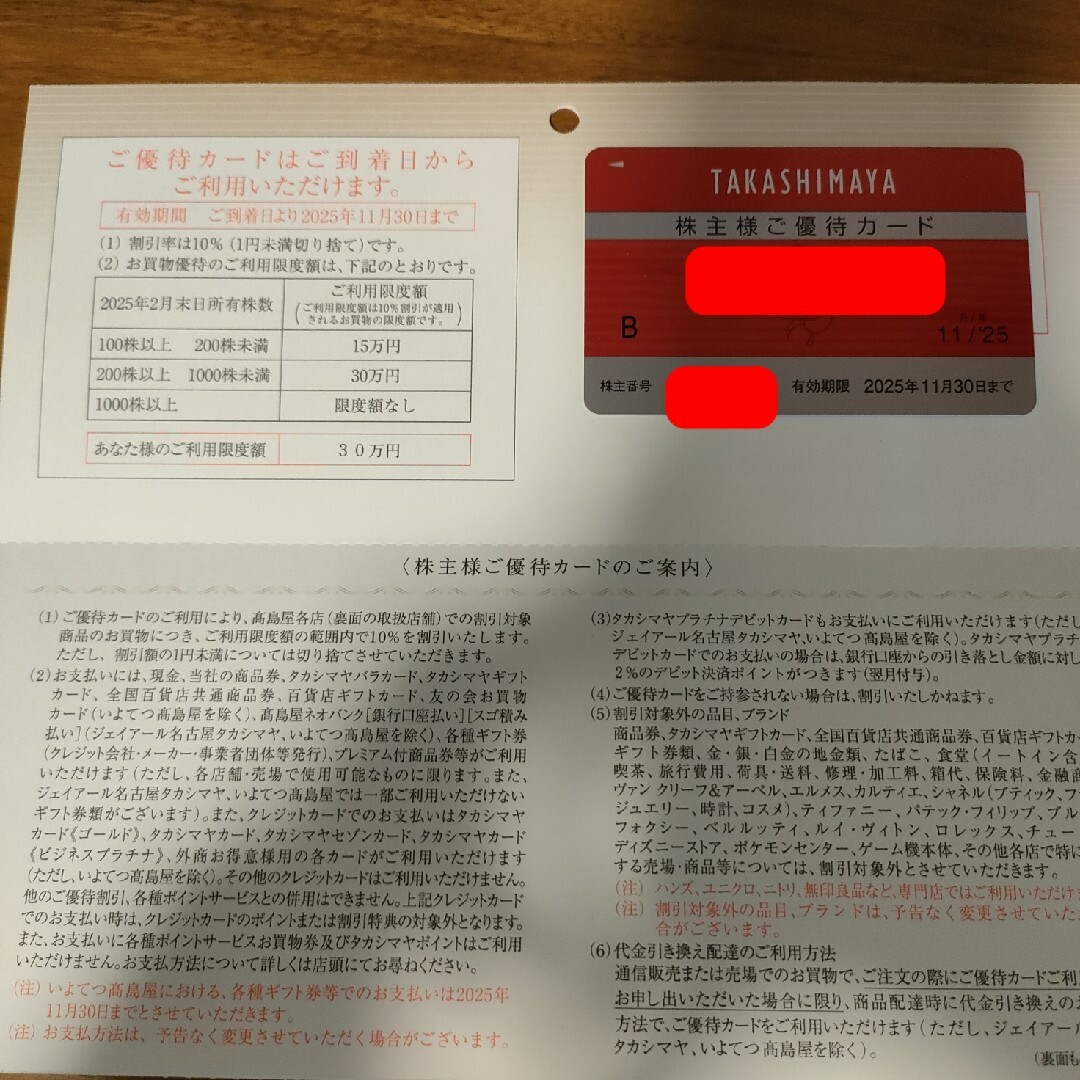 ご優待カードはご到着日から
ご利用いただけます。
有効期間 ご到着日より2025年11月30日まで
(1) 割引率は10%(1円未満切り捨て)です。
(2) お買物優待のご利用限度額は、下記のとおりです。
2025年2月末日所有株数
ご利用限度額
(ご利用限度額は10%割引が適用
されるお買物の限度額です。)
100株以上 200株未満 15万円
200株以上 1000株未満 30万円
1000株以上 限度額なし
あなた様のご利用限度額 30万円
TAKASHIMAYA
株主様ご優待カード
B
11/'25
株主番号
有効期限 2025年11月30日まで
〈株主様ご優待カードのご案内〉
(1)ご優待カードのご利用により、髙島屋各店(裏面の取扱店舗)での割引対象
商品のお買物につき、ご利用限度額の範囲内で10%を割引いたします。
ただし、割引額の1円未満については切り捨てさせていただきます。
(2)お支払いには、現金、当社の商品券、タカシマヤバラカード、タカシマヤギフト
カード、全国百貨店共通商品券、百貨店ギフトカード、友の会お買物
カード(いよてつ髙島屋を除く)、髙島屋ネオバンク[銀行口座払い][スゴ積み
払い](ジェイアール名古屋タカシマヤ、いよてつ髙島屋を除く)、各種ギフト券
(クレジット会社・メーカー・事業者団体等発行)、プレミアム付商品券等がご利用
いただけます(ただし、各店舗・売場で使用可能なものに限ります。また、
ジェイアール名古屋タカシマヤ、いよてつ髙島屋では一部ご利用いただけない
ギフト券類がございます)。また、クレジットカードでのお支払いはタカシマヤ
カード《ゴールド》、タカシマヤカード、タカシマヤセゾンカード、タカシマヤカード
《ビジネスプラチナ》、外商お得意様用の各カードがご利用いただけます
(ただし、いよてつ髙島屋を除く)。その他のクレジットカードはご利用いただけません。
他のご優待割引、各種ポイントサービスとの併用はできません。上記クレジットカード
でのお支払い時は、クレジットカードのポイントまたは割引特典の対象外となります。
また、お支払いに各種ポイントサービスお買物券及びタカシマヤポイントはご利用
いただけません。お支払方法について詳しくは店頭にてお尋ねください。
(注) いよてつ髙島屋における、各種ギフト券等でのお支払いは2025年
11月30日までとさせていただきます。
(注) お支払方法は、予告なく変更させていただく場合がございます。
(3)タカシマヤプラチナデビットカードもお支払いにご利用いただけます(ただし
ジェイアール名古屋タカシマヤ、いよてつ髙島屋を除く)。タカシマヤプラチ
デビットカードでのお支払いの場合は、銀行口座からの引き落とし金額に対し
2%のデビット決済ポイントがつきます(翌月付与)。
(4)ご優待カードをご持参されない場合は、割引いたしかねます。
(5)割引対象外の品目、ブランド
商品券、タカシマヤギフトカード、全国百貨店共通商品券、百貨店ギフトカー
ギフト券類、金・銀・白金の地金類、たばこ、食堂(イートイン含
喫茶、旅行費用、荷具・送料、修理・加工料、箱代、保険料、金融商
ヴァン クリーフ&アーペル、エルメス、カルティエ、シャネル(ブティック、フ
ジュエリー、時計、コスメ)、ティファニー、パテック・フィリップ、ブル
フォクシー、ベルルッティ、ルイ・ヴィトン、ロレックス、チュー
ディズニーストア、ポケモンセンター、ゲーム機本体、その他各店で特に
する売場・商品等については、割引対象外とさせていただきます。
(注) ハンズ、ユニクロ、ニトリ、無印良品など、専門店ではご利用いただけ
(注) 割引対象外の品目、ブランドは、予告なく変更させていた
合がございます。
(6)代金引き換え配達のご利用方法
通信販売または売場でのお買物で、ご注文の際にご優待カードご利
お申し出いただいた場合に限り、商品配達時に代金引き換えのお
方法で、ご優待カードをご利用いただけます(ただし、ジェイアール
タカシマヤ、いよてつ髙島屋を除く)。
(裏面も